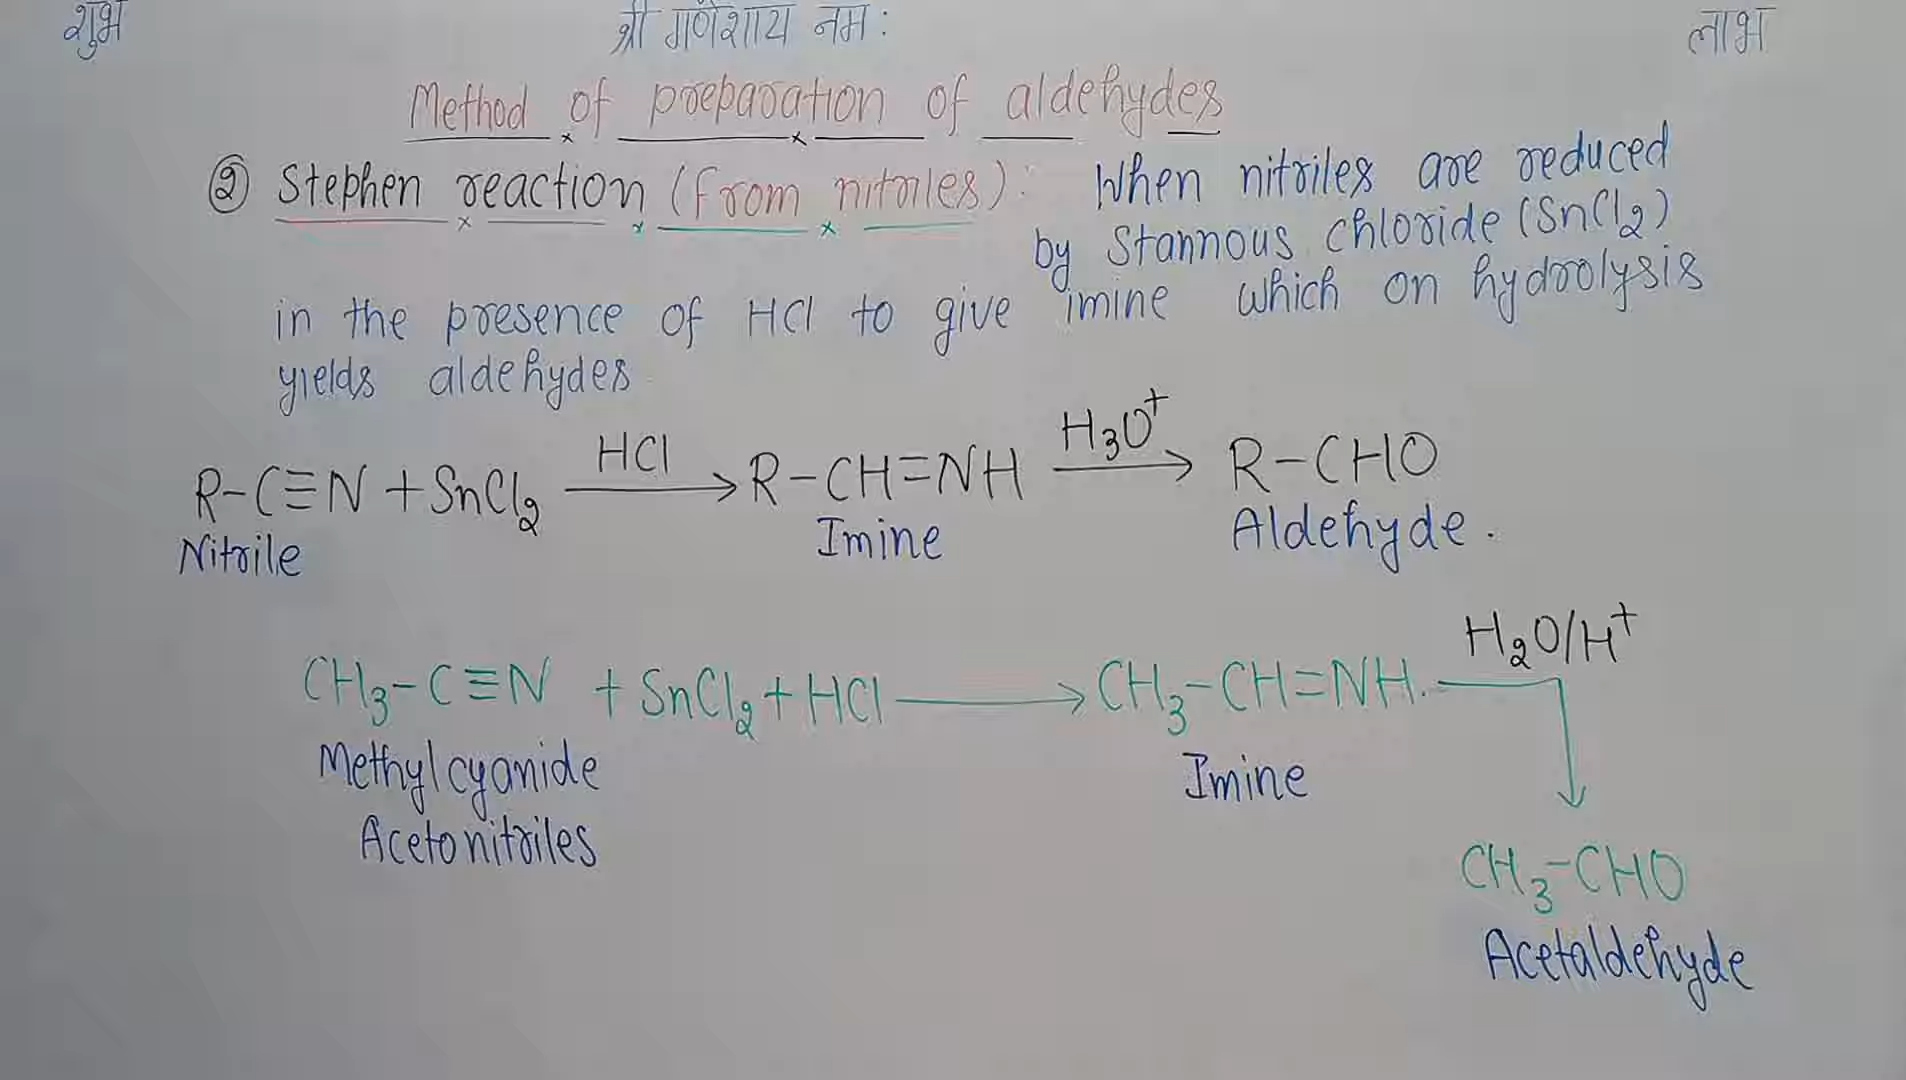 शुभ श्री गणेशाय नमः लाभ
Method of preparation of aldehydes
② Stephen reaction (from nitriles): When nitriles are reduced
by Stannous chloride (SnCl₂)
in the presence of HCl to give imine which on hydrolysis
yields aldehydes
R-C≡N + SnCl₂ —HCl→ R-CH=NH —H₃O⁺→ R-CHO
Nitrile Imine Aldehyde.
CH₃-C≡N + SnCl₂ + HCl → CH₃-CH=NH. H₂O/H⁺
Methylcyanide Imine
Acetonitriles
CH₃-CHO
Acetaldehyde